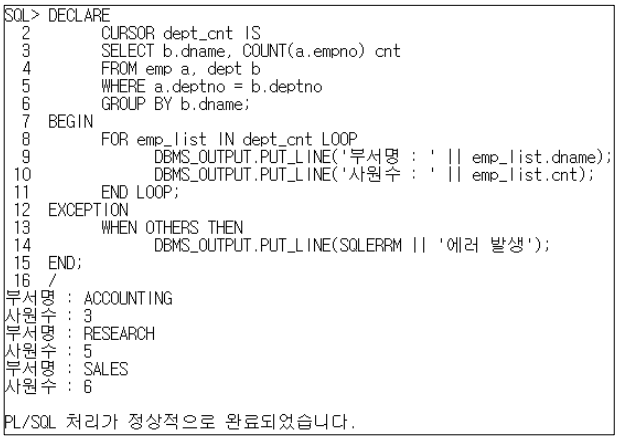 SQL> DECLARE
  2          CURSOR dept_cnt IS
  3          SELECT b.dname, COUNT(a.empno) cnt
  4          FROM emp a, dept b
  5          WHERE a.deptno = b.deptno
  6          GROUP BY b.dname;
  7  BEGIN
  8          FOR emp_list IN dept_cnt LOOP
  9                  DBMS_OUTPUT.PUT_LINE('부서명 : ' || emp_list.dname);
 10                  DBMS_OUTPUT.PUT_LINE('사원수 : ' || emp_list.cnt);
 11          END LOOP;
 12  EXCEPTION
 13          WHEN OTHERS THEN
 14                  DBMS_OUTPUT.PUT_LINE(SQLERRM || '에러 발생');
 15  END;
 16  /
부서명 : ACCOUNTING
사원수 : 3
부서명 : RESEARCH
사원수 : 5
부서명 : SALES
사원수 : 6
PL/SQL 처리가 정상적으로 완료되었습니다.